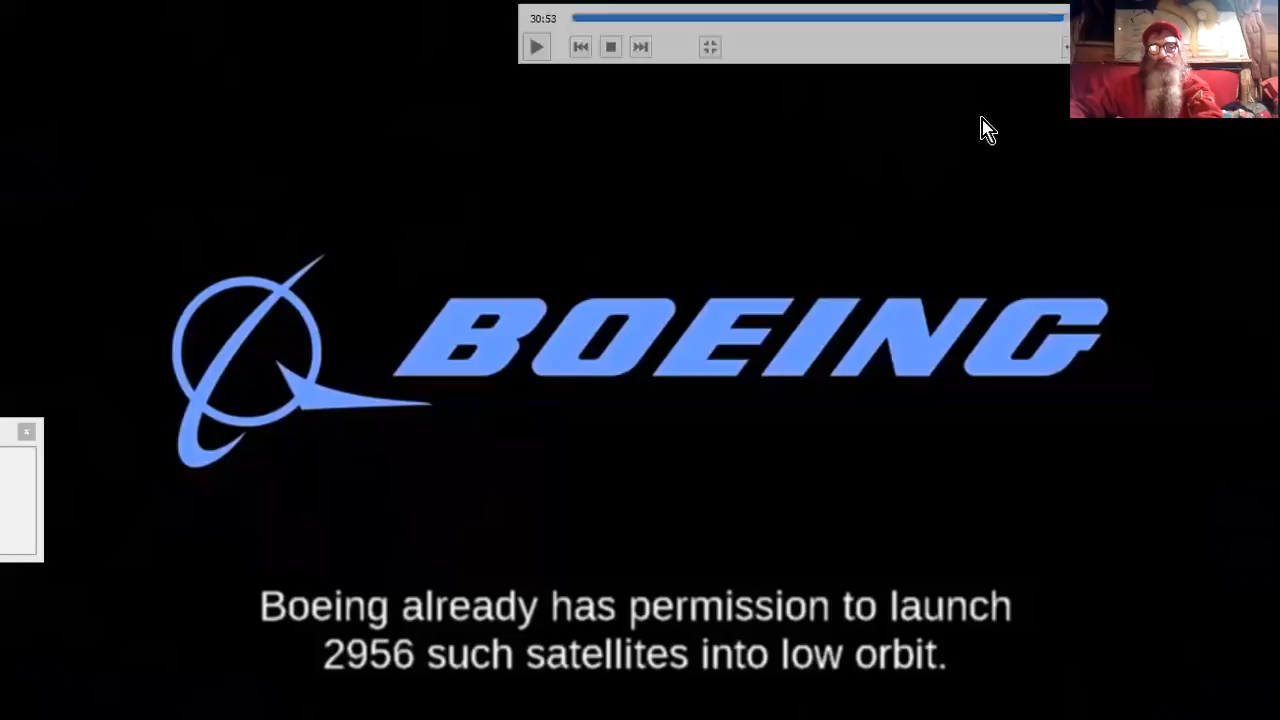 30:53
BOEING
Boeing already has permission to launch
2956 such satellites into low orbit.